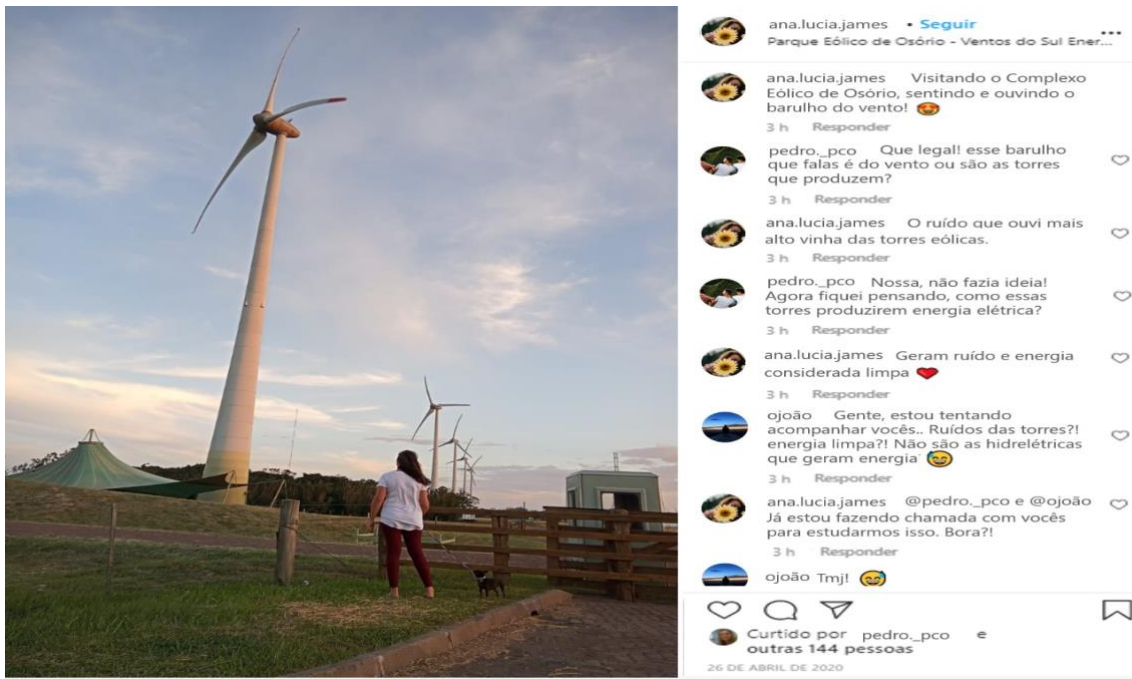 ana.lucia.james • Seguir
Parque Eólico de Osório - Ventos do Sul Ener...
ana.lucia.james Visitando o Complexo
Eólico de Osório, sentindo e ouvindo o
barulho do vento!
3 h Responder
pedro._pco Que legal! esse barulho
que falas é do vento ou são as torres
que produzem?
3 h Responder
ana.lucia.james O ruído que ouvi mais
alto vinha das torres eólicas.
3 h Responder
pedro._pco Nossa, não fazia ideia!
Agora fiquei pensando, como essas
torres produzirem energia elétrica?
3 h Responder
ana.lucia.james Geram ruído e energia
considerada limpa
3 h Responder
ojoão Gente, estou tentando
acompanhar vocês.. Ruídos das torres?!
energia limpa?! Não são as hidrelétricas
que geram energia
3 h Responder
ana.lucia.james @pedro._pco e @ojoão
Já estou fazendo chamada com vocês
para estudarmos isso. Bora?!
3 h Responder
ojoão Tmj!
Curtido por pedro._pco e
outras 144 pessoas
26 DE ABRIL DE 2020